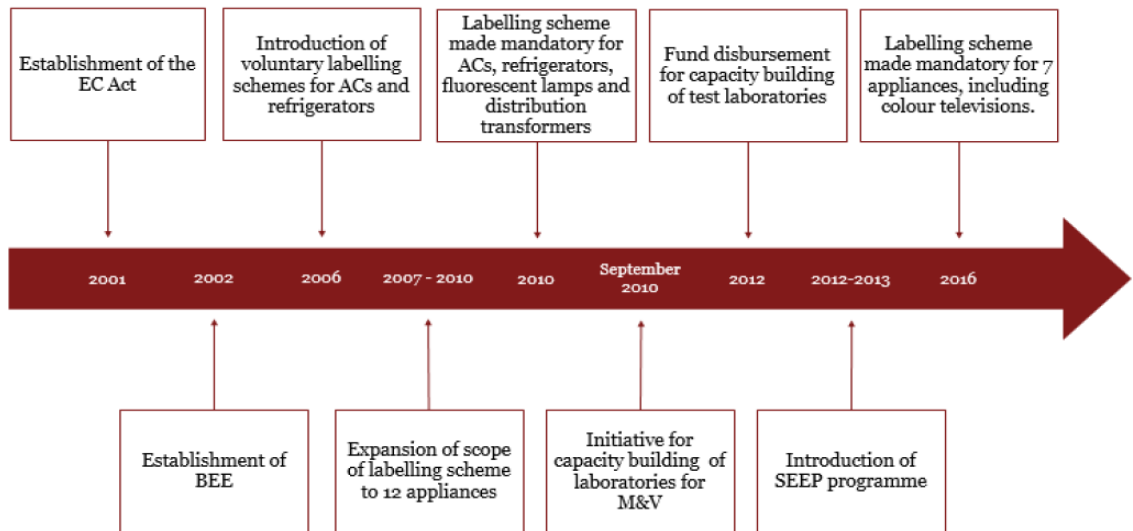 Establishment of the
EC Act
Introduction of
voluntary labelling
schemes for ACs and
refrigerators
Labelling scheme
made mandatory for
ACs, refrigerators,
fluorescent lamps and
distribution
transformers
Fund disbursement
for capacity building
of test laboratories
Labelling scheme
made mandatory for 7
appliances, including
colour televisions.
2001
2002
2006
2007 - 2010
2010
September
2010
2012
2012-2013
2016
Establishment of
BEE
Expansion of scope
of labelling scheme
to 12 appliances
Initiative for
capacity building of
laboratories for
M&V
Introduction of
SEEP programme